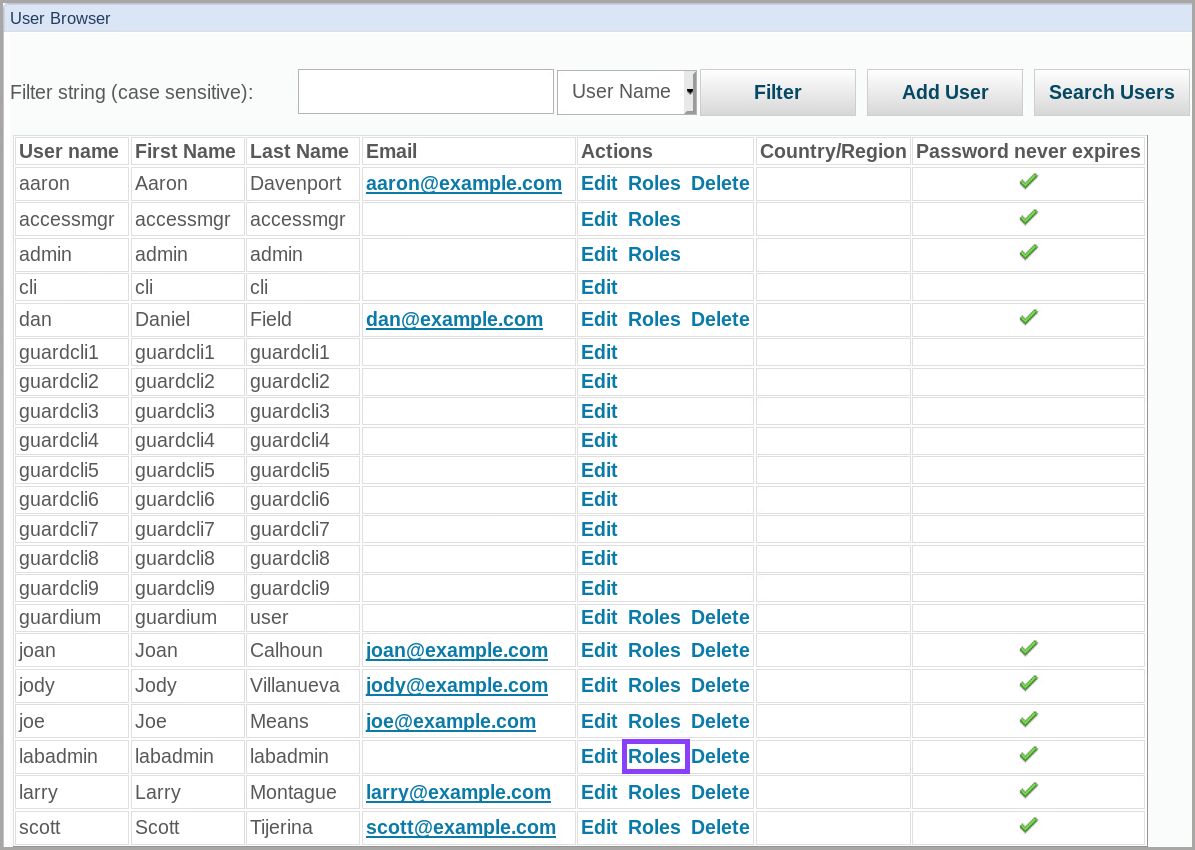 User Browser
Filter string (case sensitive): User Name Filter Add User Search Users
User name First Name Last Name Email Actions Country/Region Password never expires
aaron Aaron Davenport aaron@example.com Edit Roles Delete
accessmgr accessmgr accessmgr Edit Roles
admin admin admin Edit Roles
cli cli cli Edit
dan Daniel Field dan@example.com Edit Roles Delete
guardcli1 guardcli1 guardcli1 Edit
guardcli2 guardcli2 guardcli2 Edit
guardcli3 guardcli3 guardcli3 Edit
guardcli4 guardcli4 guardcli4 Edit
guardcli5 guardcli5 guardcli5 Edit
guardcli6 guardcli6 guardcli6 Edit
guardcli7 guardcli7 guardcli7 Edit
guardcli8 guardcli8 guardcli8 Edit
guardcli9 guardcli9 guardcli9 Edit
guardium guardium user Edit Roles Delete
joan Joan Calhoun joan@example.com Edit Roles Delete
jody Jody Villanueva jody@example.com Edit Roles Delete
joe Joe Means joe@example.com Edit Roles Delete
labadmin labadmin labadmin Edit Roles Delete
larry Larry Montague larry@example.com Edit Roles Delete
scott Scott Tijerina scott@example.com Edit Roles Delete